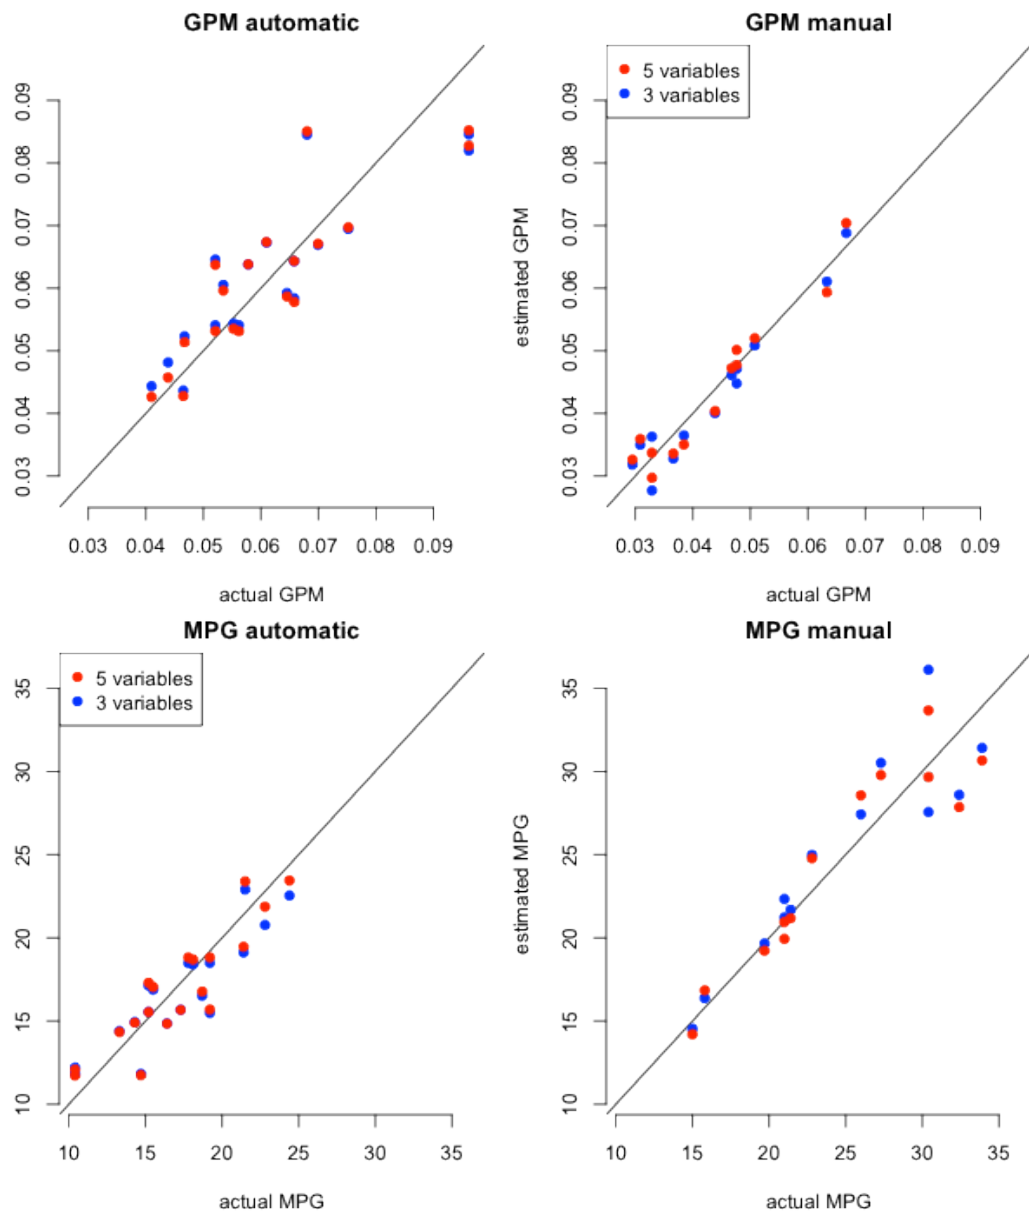 GPM automatic
0.09
0.08
0.07
0.06
0.05
0.04
0.03
0.03 0.04 0.05 0.06 0.07 0.08 0.09
actual GPM
GPM manual
5 variables
3 variables
estimated GPM
0.09
0.08
0.07
0.06
0.05
0.04
0.03
0.03 0.04 0.05 0.06 0.07 0.08 0.09
actual GPM
MPG automatic
5 variables
3 variables
35
30
25
20
15
10
10 15 20 25 30 35
actual MPG
MPG manual
estimated MPG
35
30
25
20
15
10
10 15 20 25 30 35
actual MPG